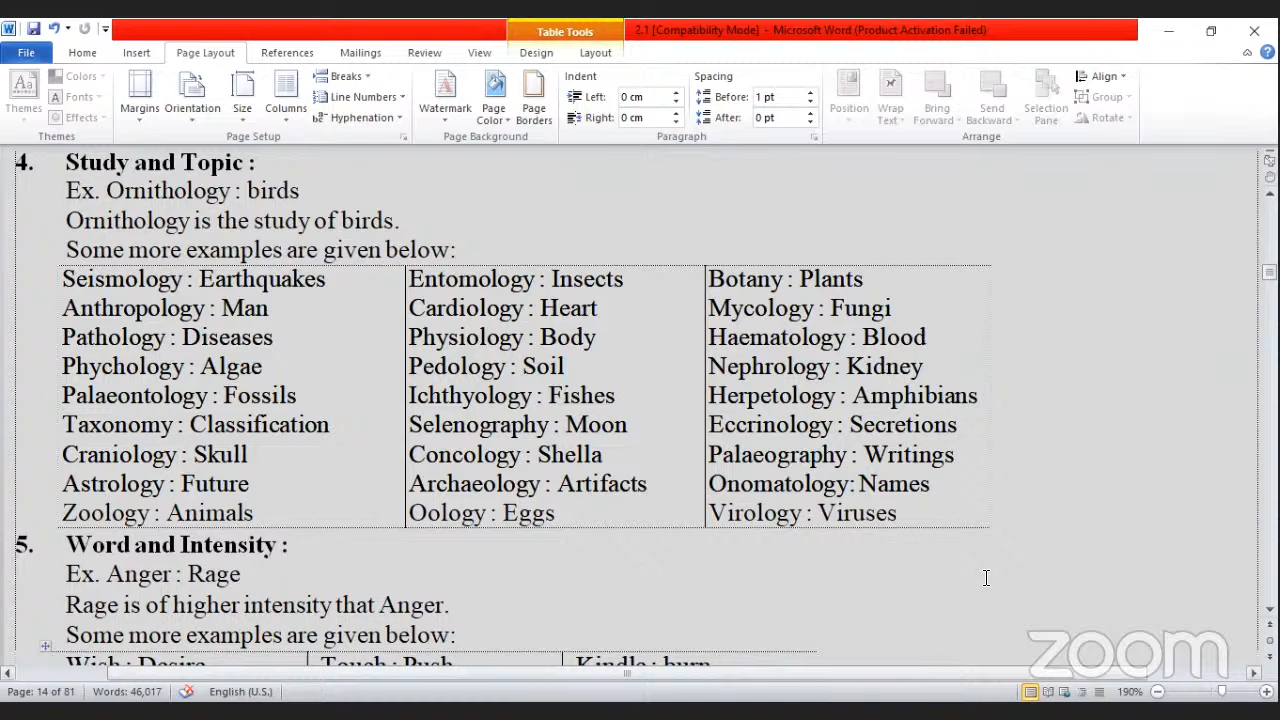 Table Tools
2.1 [Compatibility Mode] - Microsoft Word (Product Activation Failed)
File Home Insert Page Layout References Mailings Review View Design Layout
Themes Colors Fonts Effects
Margins Orientation Size Columns Breaks Line Numbers Hyphenation
Watermark Page Color Page Borders
Indent Left: 0 cm Right: 0 cm
Spacing Before: 1 pt After: 0 pt
Position Wrap Text Bring Forward Send Backward Selection Pane Align Group Rotate
Themes Page Setup Page Background Paragraph Arrange
4. Study and Topic :
Ex. Ornithology : birds
Ornithology is the study of birds.
Some more examples are given below:
Seismology : Earthquakes Entomology : Insects Botany : Plants
Anthropology : Man Cardiology : Heart Mycology : Fungi
Pathology : Diseases Physiology : Body Haematology : Blood
Phychology : Algae Pedology : Soil Nephrology : Kidney
Palaeontology : Fossils Ichthyology : Fishes Herpetology : Amphibians
Taxonomy : Classification Selenography : Moon Eccrinology : Secretions
Craniology : Skull Concology : Shella Palaeography : Writings
Astrology : Future Archaeology : Artifacts Onomatology: Names
Zoology : Animals Oology : Eggs Virology : Viruses
5. Word and Intensity :
Ex. Anger : Rage
Rage is of higher intensity that Anger.
Some more examples are given below:
Wish : Desire Touch : Push Kindle : burn
zoom
Page: 14 of 81 Words: 46,017 English (U.S.) 190%